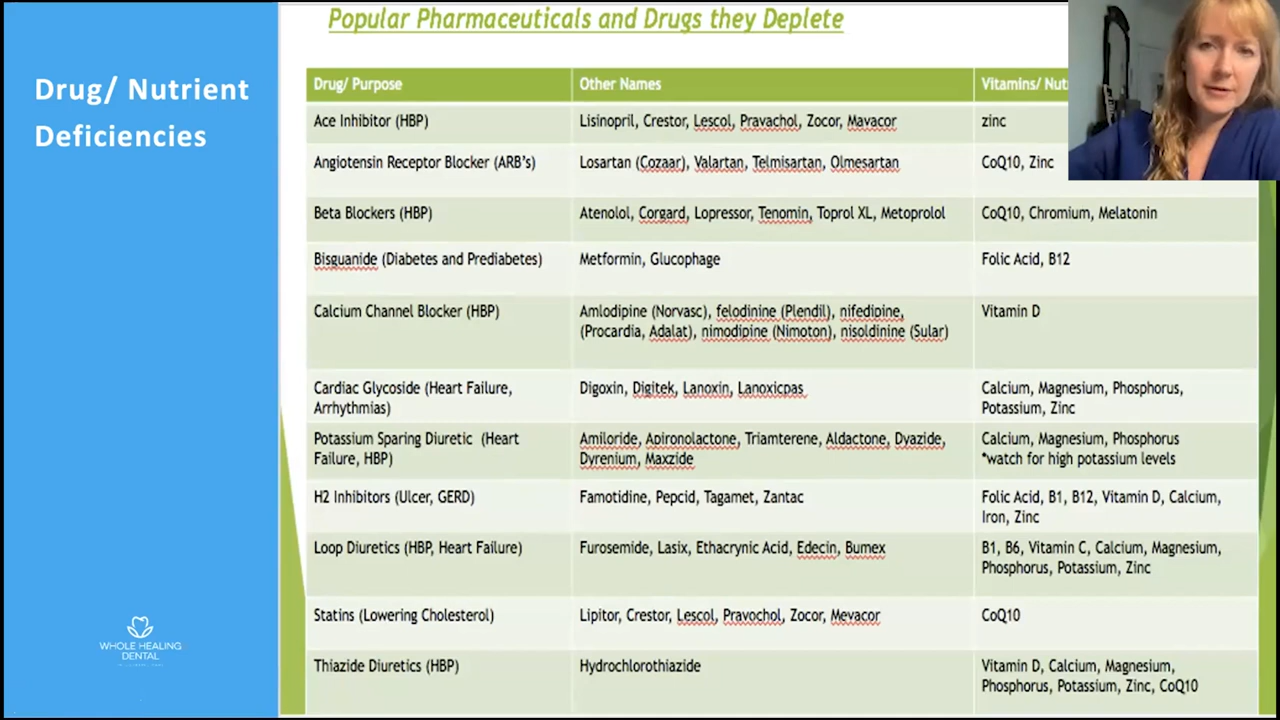 Popular Pharmaceuticals and Drugs they Deplete
Drug/ Nutrient
Deficiencies
Drug/ Purpose Other Names Vitamins/
Ace Inhibitor (HBP) Lisinopril, Crestor, Lescol, Pravachol, Zocor, Mavacor zinc
Angiotensin Receptor Blocker (ARB’s) Losartan (Cozaar), Valartan, Telmisartan, Olmesartan CoQ10, Zinc
Beta Blockers (HBP) Atenolol, Corgard, Lopressor, Tenomin, Toprol XL, Metoprolol CoQ10, Chromium, Melatonin
Bisguanide (Diabetes and Prediabetes) Metformin, Glucophage Folic Acid, B12
Calcium Channel Blocker (HBP) Amlodipine (Norvasc), felodinine (Plendil), nifedipine, Vitamin D
(Procardia, Adalat), nimodipine (Nimoton), nisoldinine (Sular)
Cardiac Glycoside (Heart Failure, Digoxin, Digitek, Lanoxin, Lanoxicpas Calcium, Magnesium, Phosphorus,
Arrhythmias) Potassium, Zinc
Potassium Sparing Diuretic (Heart Amiloride, Apironolactone, Triamterene, Aldactone, Dyazide, Calcium, Magnesium, Phosphorus
Failure, HBP) Dyrenium, Maxzide *watch for high potassium levels
H2 Inhibitors (Ulcer, GERD) Famotidine, Pepcid, Tagamet, Zantac Folic Acid, B1, B12, Vitamin D, Calcium,
Iron, Zinc
Loop Diuretics (HBP, Heart Failure) Furosemide, Lasix, Ethacrynic Acid, Edecin, Bumex B1, B6, Vitamin C, Calcium, Magnesium,
Phosphorus, Potassium, Zinc
Statins (Lowering Cholesterol) Lipitor, Crestor, Lescol, Pravochol, Zocor, Mevacor CoQ10
Thiazide Diuretics (HBP) Hydrochlorothiazide Vitamin D, Calcium, Magnesium,
Phosphorus, Potassium, Zinc, CoQ10
WHOLE HEALING
DENTAL